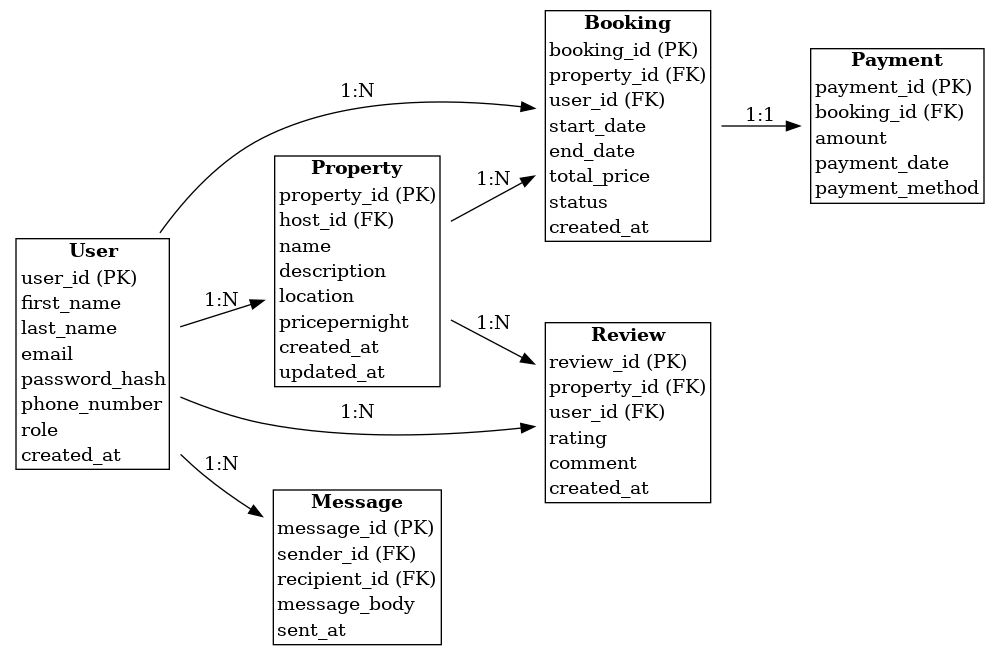 User
user_id (PK)
first_name
last_name
email
password_hash
phone_number
role
created_at
1:N
1:N
1:N
1:N
Property
property_id (PK)
host_id (FK)
name
description
location
pricepernight
created_at
updated_at
Message
message_id (PK)
sender_id (FK)
recipient_id (FK)
message_body
sent_at
1:N
1:N
Booking
booking_id (PK)
property_id (FK)
user_id (FK)
start_date
end_date
total_price
status
created_at
Review
review_id (PK)
property_id (FK)
user_id (FK)
rating
comment
created_at
1:1
Payment
payment_id (PK)
booking_id (FK)
amount
payment_date
payment_method